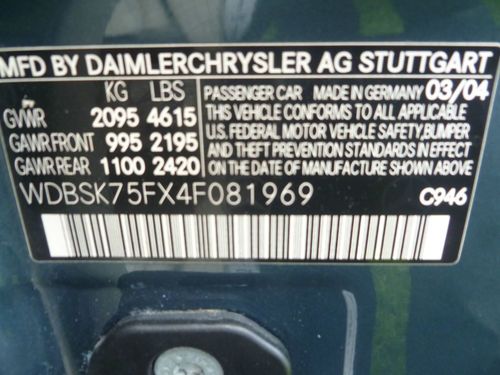 MFD BY DAIMLERCHRYSLER AG STUTTGART
KG LBS
GVWR 2095 4615
GAWR FRONT 995 2195
GAWR REAR 1100 2420
PASSENGER CAR MADE IN GERMANY 03/04
THIS VEHICLE CONFORMS TO ALL APPLICABLE
U.S. FEDERAL MOTOR VEHICLE SAFETY, BUMPER
AND THEFT PREVENTION STANDARDS IN EFFECT
ON THE DATE OF MANUFACTURE SHOWN ABOVE
WDBSK75FX4F081969
C946